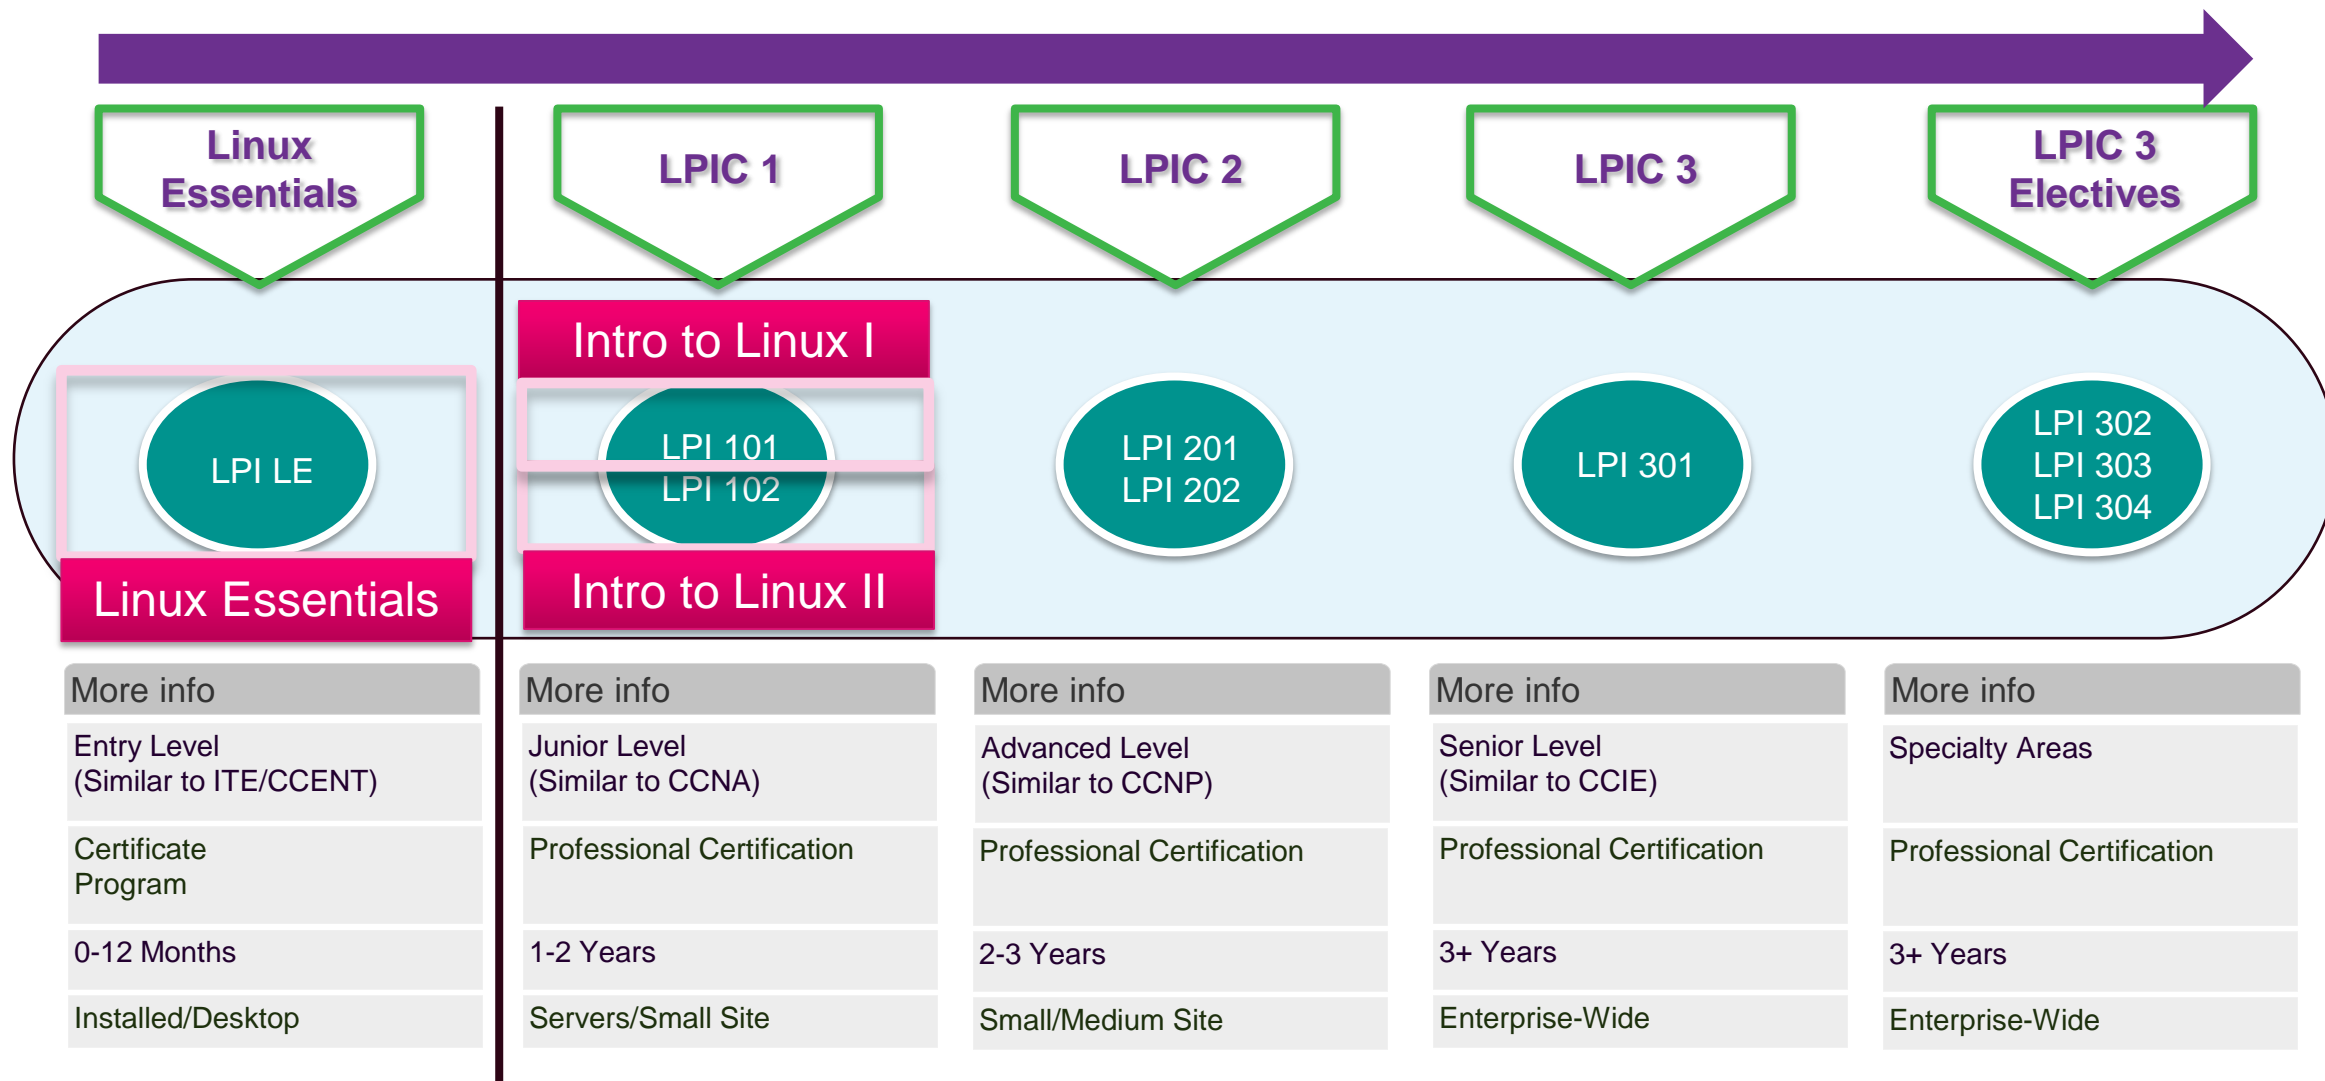 Linux
Essentials
LPIC 1
LPIC 2
LPIC 3
LPIC 3
Electives
Intro to Linux I
LPI LE
LPI 101
LPI 102
LPI 201
LPI 202
LPI 301
LPI 302
LPI 303
LPI 304
Linux Essentials
Intro to Linux II
More info
Entry Level
(Similar to ITE/CCENT)
Certificate
Program
0-12 Months
Installed/Desktop
More info
Junior Level
(Similar to CCNA)
Professional Certification
1-2 Years
Servers/Small Site
More info
Advanced Level
(Similar to CCNP)
Professional Certification
2-3 Years
Small/Medium Site
More info
Senior Level
(Similar to CCIE)
Professional Certification
3+ Years
Enterprise-Wide
More info
Specialty Areas
Professional Certification
3+ Years
Enterprise-Wide